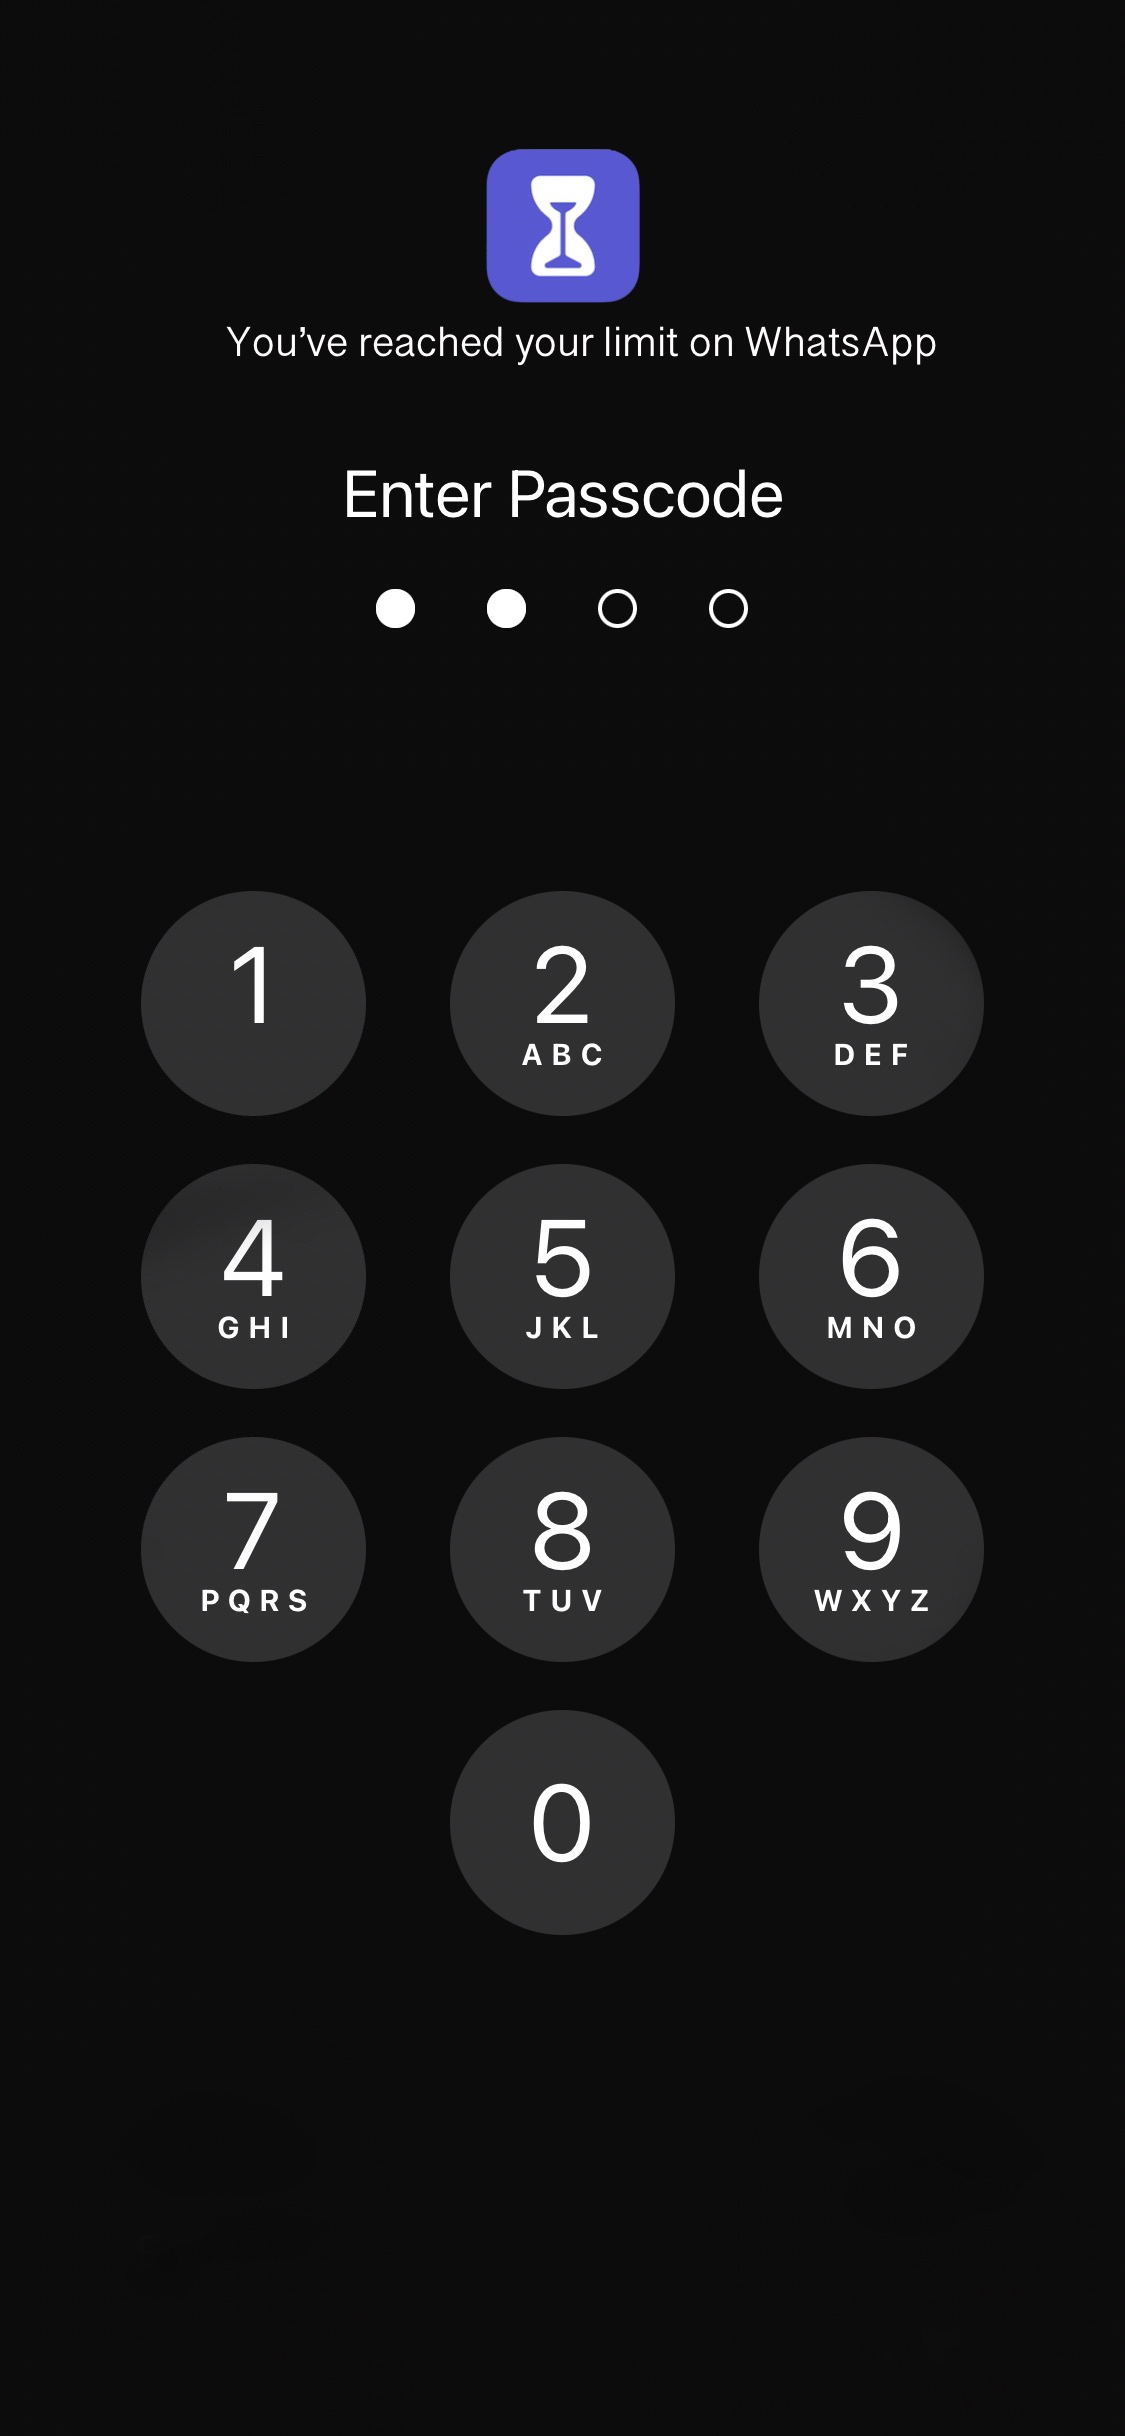 You’ve reached your limit on WhatsApp
Enter Passcode
1 2 3
ABC DEF
4 5 6
GHI JKL MNO
7 8 9
PQRS TUV WXYZ
0